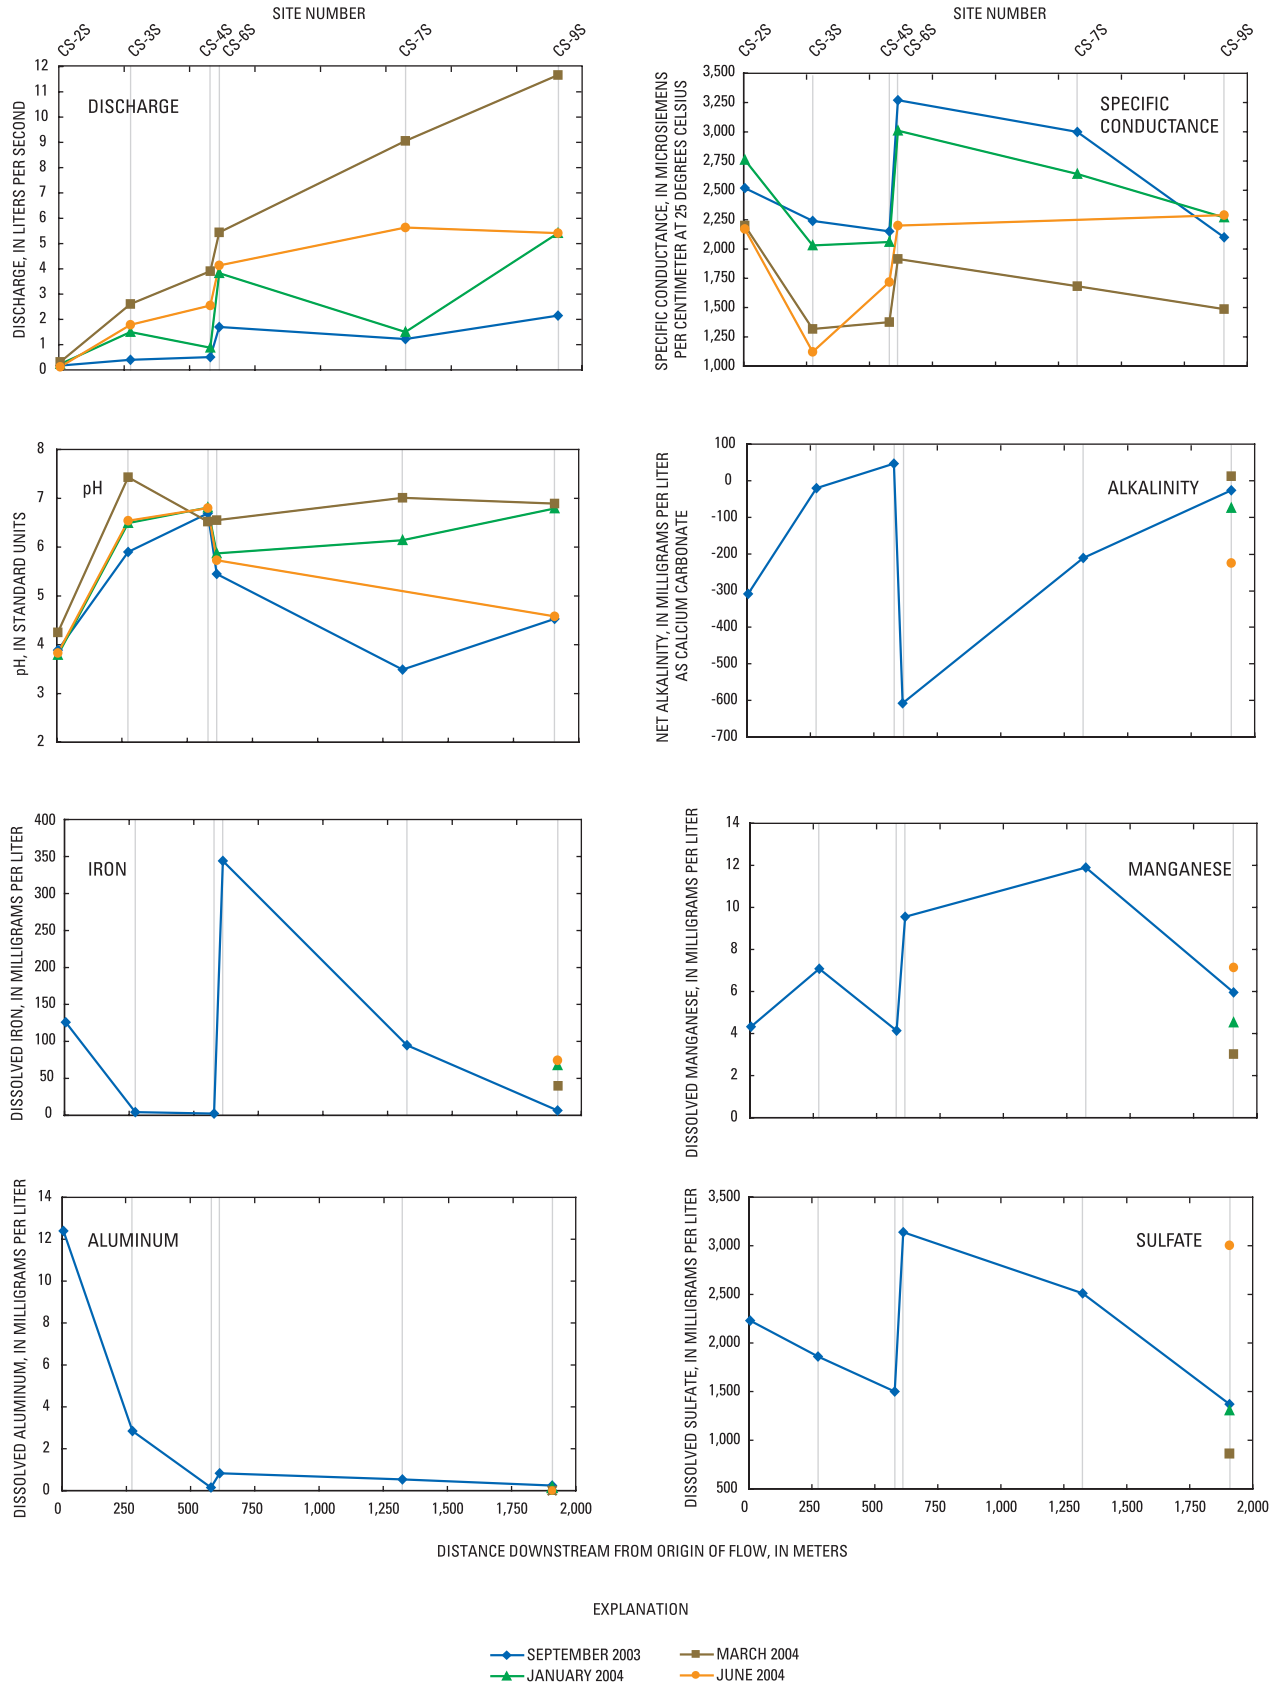 SITE NUMBER
CS-2S
CS-3S
CS-4S
CS-6S
CS-7S
CS-9S
DISCHARGE, IN LITERS PER SECOND
12
11
10
9
8
7
6
5
4
3
2
1
0
DISCHARGE
SITE NUMBER
CS-2S
CS-3S
CS-4S
CS-6S
CS-7S
CS-9S
SPECIFIC CONDUCTANCE, IN MICROSIEMENS
PER CENTIMETER AT 25 DEGREES CELSIUS
3,500
3,250
3,000
2,750
2,500
2,250
2,000
1,750
1,500
1,250
1,000
SPECIFIC
CONDUCTANCE
pH, IN STANDARD UNITS
8
7
6
5
4
3
2
pH
NET ALKALINITY, IN MILLIGRAMS PER LITER
AS CALCIUM CARBONATE
100
0
-100
-200
-300
-400
-500
-600
-700
ALKALINITY
DISSOLVED IRON, IN MILLIGRAMS PER LITER
400
350
300
250
200
150
100
50
0
IRON
DISSOLVED MANGANESE, IN MILLIGRAMS PER LITER
14
12
10
8
6
4
2
0
MANGANESE
DISSOLVED ALUMINUM, IN MILLIGRAMS PER LITER
14
12
10
8
6
4
2
0
ALUMINUM
0 250 500 750 1,000 1,250 1,500 1,750 2,000
DISSOLVED SULFATE, IN MILLIGRAMS PER LITER
3,500
3,000
2,500
2,000
1,500
1,000
500
SULFATE
0 250 500 750 1,000 1,250 1,500 1,750 2,000
DISTANCE DOWNSTREAM FROM ORIGIN OF FLOW, IN METERS
EXPLANATION
SEPTEMBER 2003
JANUARY 2004
MARCH 2004
JUNE 2004